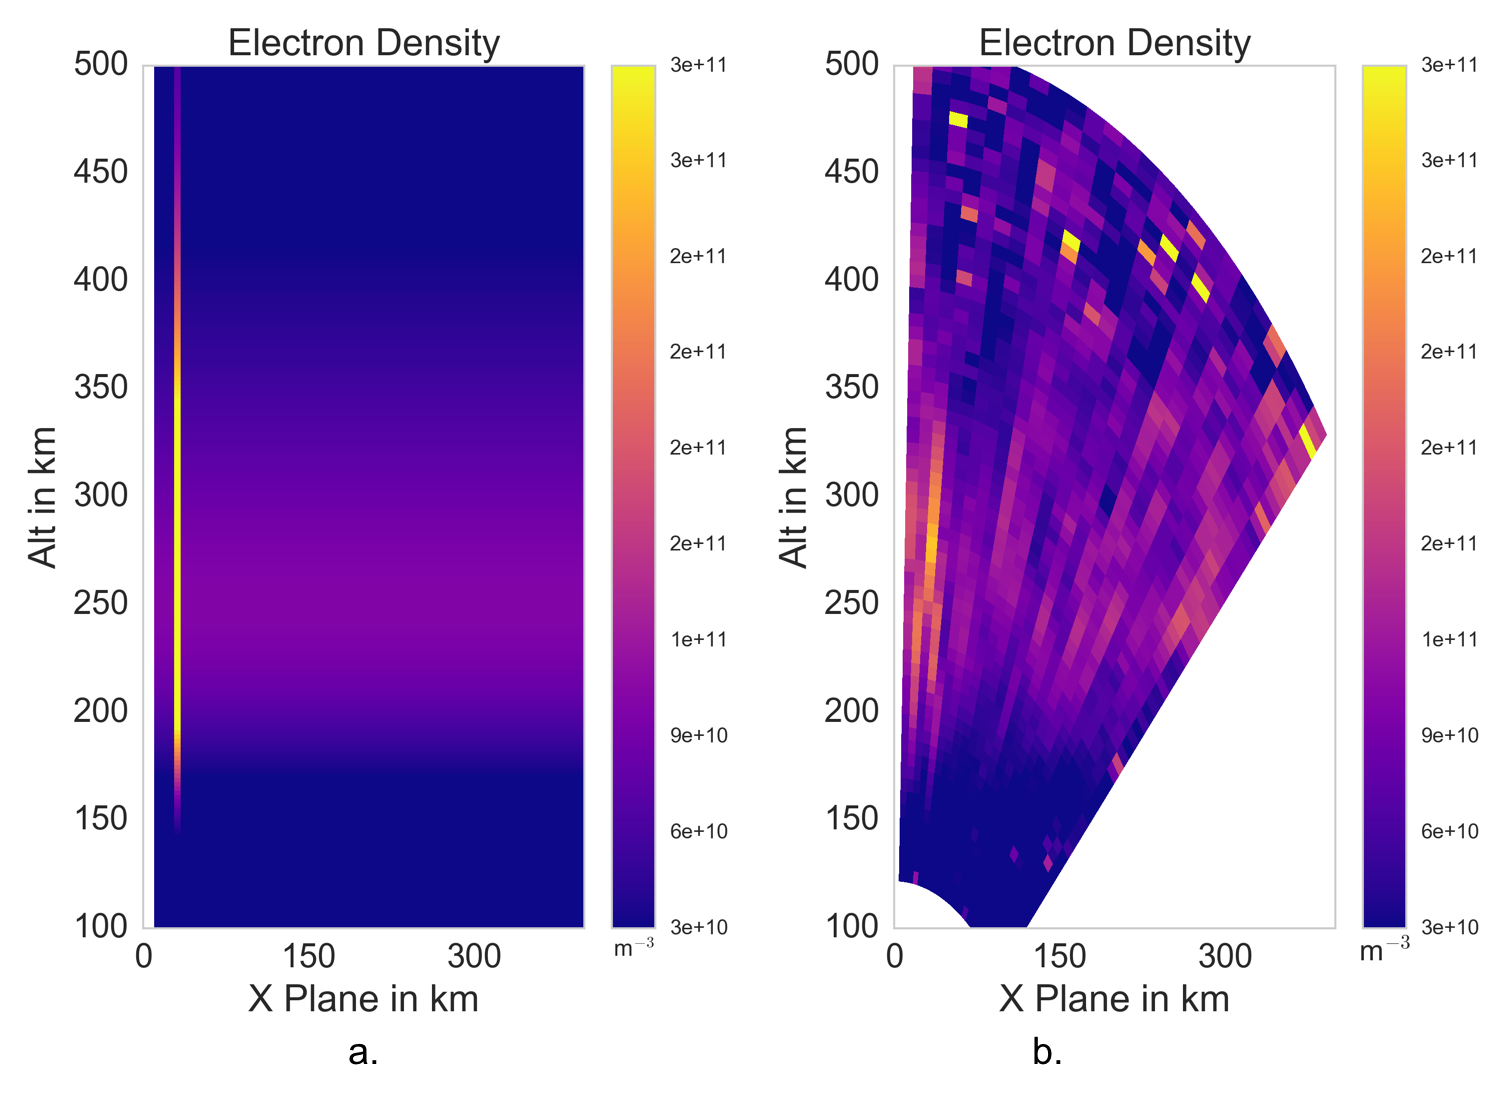 Electron Density
500
450
400
350
300
250
200
150
100
Alt in km
0 150 300
X Plane in km
3e+11
3e+11
2e+11
2e+11
2e+11
2e+11
1e+11
9e+10
6e+10
3e+10
m−3
a.
Electron Density
500
450
400
350
300
250
200
150
100
Alt in km
0 150 300
X Plane in km
3e+11
3e+11
2e+11
2e+11
2e+11
2e+11
1e+11
9e+10
6e+10
3e+10
m−3
b.